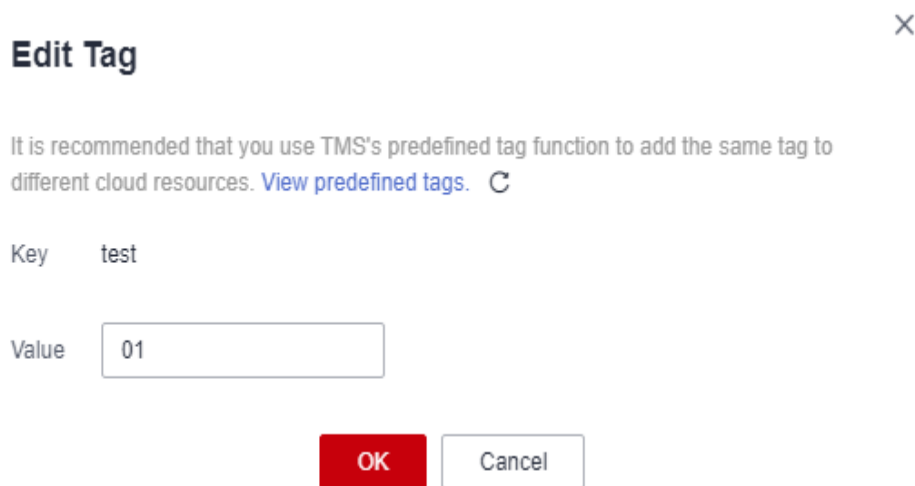 Edit Tag
It is recommended that you use TMS's predefined tag function to add the same tag to
different cloud resources. View predefined tags.
Key test
Value 01
OK Cancel